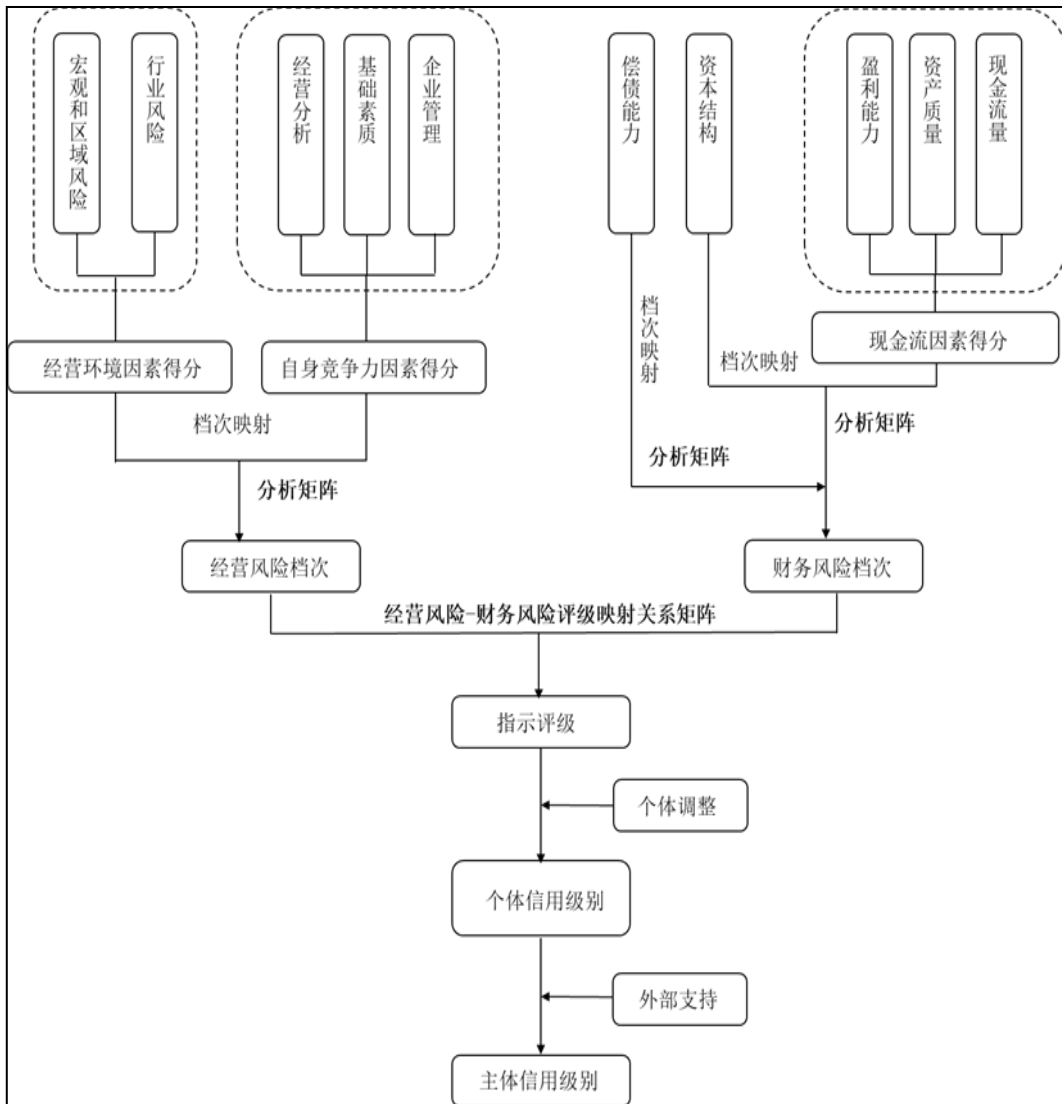 宏观和区域风险
行业风险
经营分析
基础素质
企业管理
偿债能力
资本结构
盈利能力
资产质量
现金流量
经营环境因素得分
自身竞争力因素得分
档次映射
档次映射
现金流因素得分
档次映射
分析矩阵
分析矩阵
分析矩阵
经营风险档次
财务风险档次
经营风险-财务风险评级映射关系矩阵
指示评级
个体调整
个体信用级别
外部支持
主体信用级别